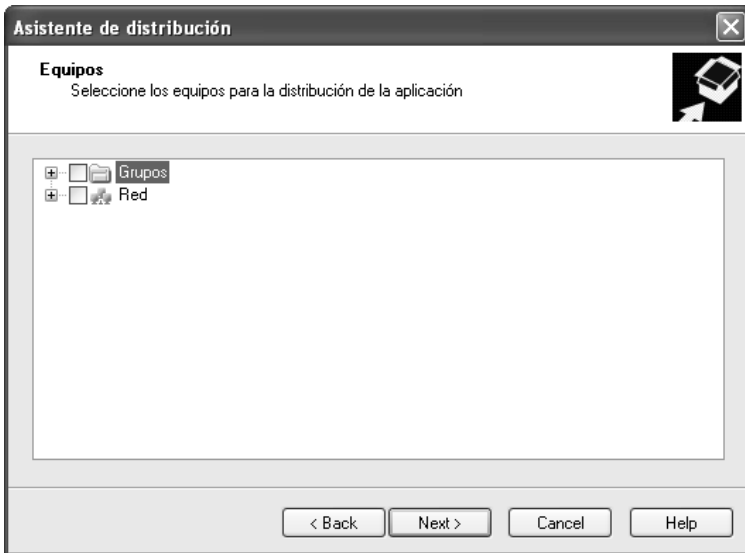 Asistente de distribución
Equipos
Seleccione los equipos para la distribución de la aplicación
Grupos
Red
< Back Next > Cancel Help